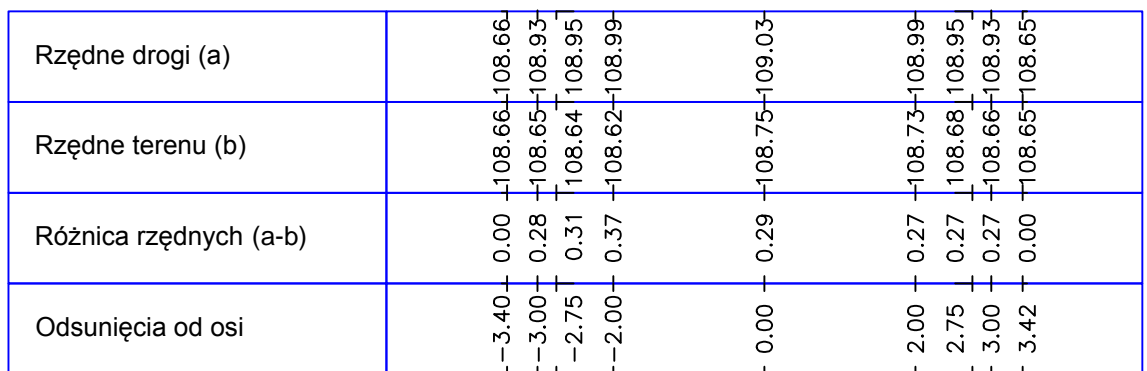 Rzędne drogi (a) 108.66 108.93 108.95 108.99 109.03 108.99 108.95 108.93 108.65
Rzędne terenu (b) 108.66 108.65 108.64 108.62 108.75 108.73 108.68 108.66 108.65
Różnica rzędnych (a-b) 0.00 0.28 0.31 0.37 0.29 0.27 0.27 0.27 0.00
Odsunięcia od osi -3.40 -3.00 -2.75 -2.00 0.00 2.00 2.75 3.00 3.42